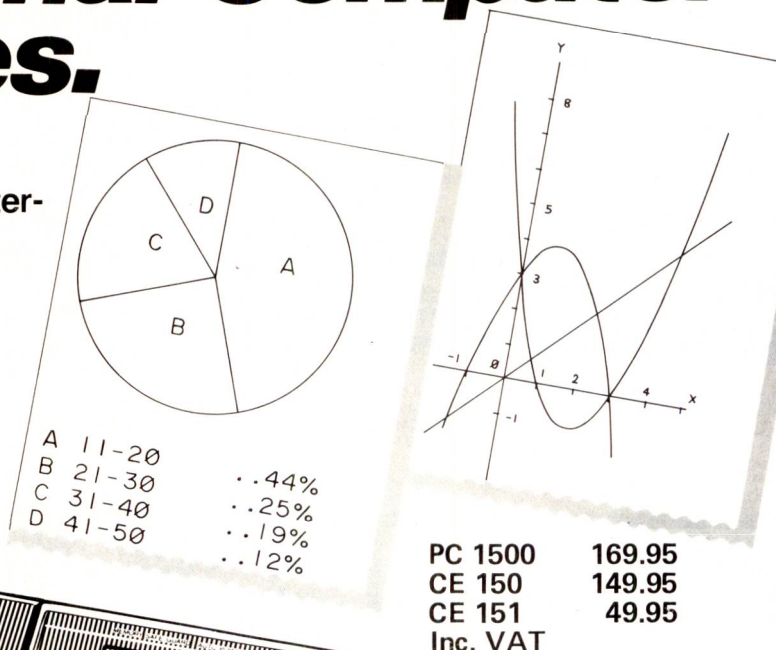 es.
ter-
D
C
A
B
A 11-20 ..44%
B 21-30 ..25%
C 31-40 ..19%
D 41-50 ..12%
Y
8
5
3
-1 0 1 2 4 X
-1
PC 1500 169.95
CE 150 149.95
CE 151 49.95
Inc. VAT